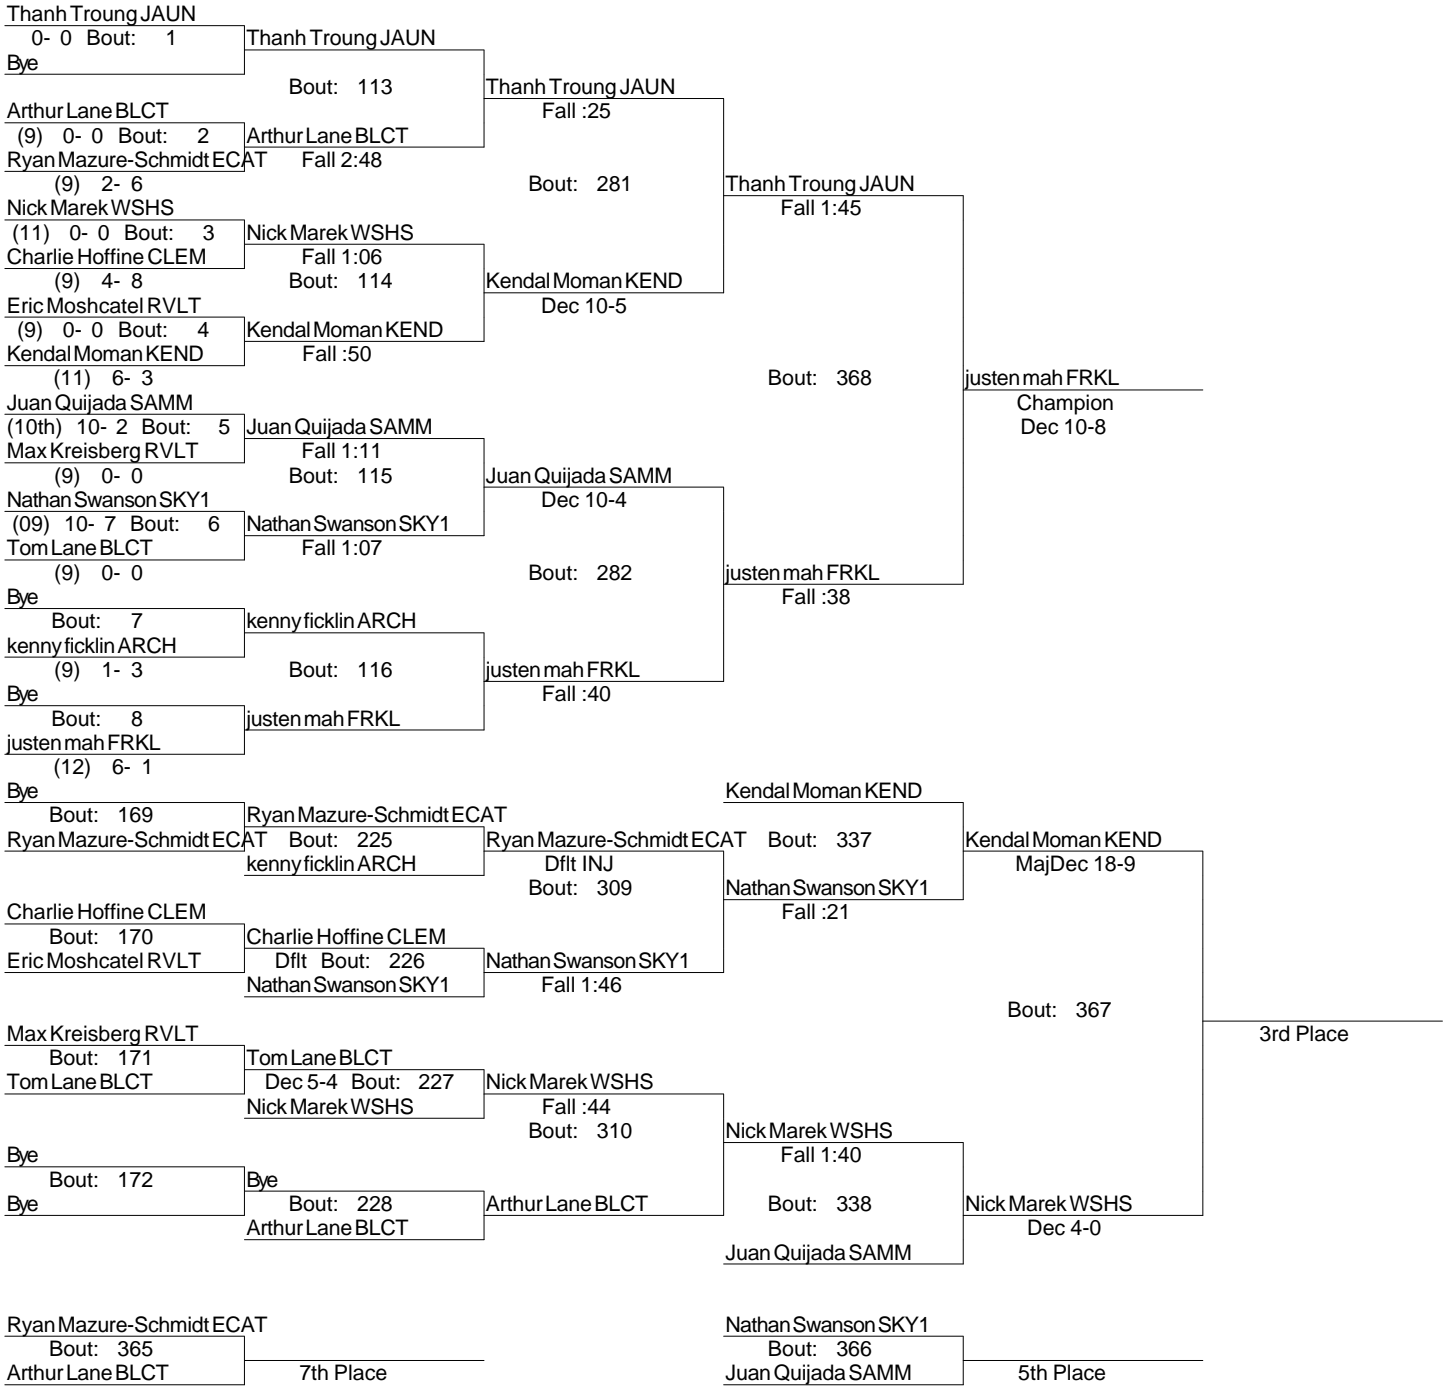 Thanh Troung JAUN
0- 0 Bout: 1 Thanh Troung JAUN
Bye
Bout: 113 Thanh Troung JAUN
Arthur Lane BLCT Fall :25
(9) 0- 0 Bout: 2 Arthur Lane BLCT
Ryan Mazure-Schmidt ECAT Fall 2:48
(9) 2- 6 Bout: 281 Thanh Troung JAUN
Nick Marek WSHS Fall 1:45
(11) 0- 0 Bout: 3 Nick Marek WSHS
Charlie Hoffine CLEM Fall 1:06
(9) 4- 8 Bout: 114 Kendal Moman KEND
Eric Moshcatel RVLT Dec 10-5
(9) 0- 0 Bout: 4 Kendal Moman KEND
Kendal Moman KEND Fall :50
(11) 6- 3 Bout: 368 justen mah FRKL
Juan Quijada SAMM Champion
(10th) 10- 2 Bout: 5 Juan Quijada SAMM Dec 10-8
Max Kreisberg RVLT Fall 1:11
(9) 0- 0 Bout: 115 Juan Quijada SAMM
Nathan Swanson SKY1 Dec 10-4
(09) 10- 7 Bout: 6 Nathan Swanson SKY1
Tom Lane BLCT Fall 1:07
(9) 0- 0 Bout: 282 justen mah FRKL
Bye Fall :38
Bout: 7 kenny ficklin ARCH
kenny ficklin ARCH
(9) 1- 3 Bout: 116 justen mah FRKL
Bye Fall :40
Bout: 8 justen mah FRKL
justen mah FRKL
(12) 6- 1
Bye Kendal Moman KEND
Bout: 169 Ryan Mazure-Schmidt ECAT
Ryan Mazure-Schmidt ECAT Bout: 225 Ryan Mazure-Schmidt ECAT Bout: 337 Kendal Moman KEND
kenny ficklin ARCH Dflt INJ MajDec 18-9
Bout: 309 Nathan Swanson SKY1
Charlie Hoffine CLEM Fall :21
Bout: 170 Charlie Hoffine CLEM
Eric Moshcatel RVLT Dflt Bout: 226 Nathan Swanson SKY1
Nathan Swanson SKY1 Fall 1:46
Bout: 367
Max Kreisberg RVLT 3rd Place
Bout: 171 Tom Lane BLCT
Tom Lane BLCT Dec 5-4 Bout: 227 Nick Marek WSHS
Nick Marek WSHS Fall :44
Bout: 310 Nick Marek WSHS
Bye Fall 1:40
Bout: 172 Bye
Bye Bout: 228 Arthur Lane BLCT Bout: 338 Nick Marek WSHS
Arthur Lane BLCT Dec 4-0
Juan Quijada SAMM
Ryan Mazure-Schmidt ECAT Nathan Swanson SKY1
Bout: 365 Bout: 366
Arthur Lane BLCT 7th Place Juan Quijada SAMM 5th Place